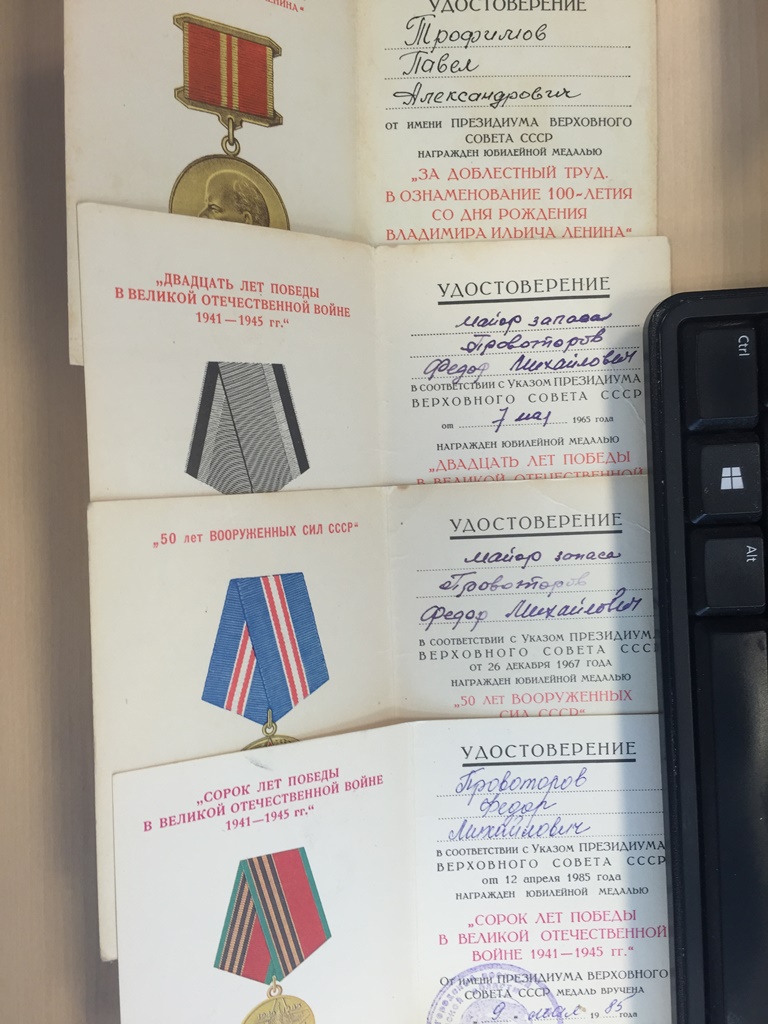 ЛЕНИНА"
УДОСТОВЕРЕНИЕ
Трофимов
Павел
Александрович
ОТ ИМЕНИ ПРЕЗИДИУМА ВЕРХОВНОГО
СОВЕТА СССР
НАГРАЖДЕН ЮБИЛЕЙНОЙ МЕДАЛЬЮ
„ЗА ДОБЛЕСТНЫЙ ТРУД.
В ОЗНАМЕНОВАНИЕ 100-ЛЕТИЯ
СО ДНЯ РОЖДЕНИЯ
ВЛАДИМИРА ИЛЬИЧА ЛЕНИНА"
„ДВАДЦАТЬ ЛЕТ ПОБЕДЫ
В ВЕЛИКОЙ ОТЕЧЕСТВЕННОЙ ВОЙНЕ
1941—1945 гг."
УДОСТОВЕРЕНИЕ
майор запаса
Провоторов
Федор Михайлович
В СООТВЕТСТВИИ С УКАЗОМ ПРЕЗИДИУМА
ВЕРХОВНОГО СОВЕТА СССР
от 7 мая 1965 года
НАГРАЖДЕН ЮБИЛЕЙНОЙ МЕДАЛЬЮ
„ДВАДЦАТЬ ЛЕТ ПОБЕДЫ
В ВЕЛИКОЙ ОТЕЧЕСТВЕННОЙ
„50 лет ВООРУЖЕННЫХ СИЛ СССР"
УДОСТОВЕРЕНИЕ
майор запаса
Провоторов
Федор Михайлович
В СООТВЕТСТВИИ С УКАЗОМ ПРЕЗИДИУМА
ВЕРХОВНОГО СОВЕТА СССР
ОТ 26 ДЕКАБРЯ 1967 ГОДА
НАГРАЖДЕН ЮБИЛЕЙНОЙ МЕДАЛЬЮ
„50 ЛЕТ ВООРУЖЕННЫХ
СИЛ СССР"
„СОРОК ЛЕТ ПОБЕДЫ
В ВЕЛИКОЙ ОТЕЧЕСТВЕННОЙ ВОЙНЕ
1941—1945 гг."
УДОСТОВЕРЕНИЕ
Провоторов
Федор
Михайлович
В СООТВЕТСТВИИ С УКАЗОМ ПРЕЗИДИУМА
ВЕРХОВНОГО СОВЕТА СССР
от 12 апреля 1985 года
НАГРАЖДЕН ЮБИЛЕЙНОЙ МЕДАЛЬЮ
„СОРОК ЛЕТ ПОБЕДЫ
В ВЕЛИКОЙ ОТЕЧЕСТВЕННОЙ
ВОЙНЕ 1941—1945 гг."
ОТ ИМЕНИ ПРЕЗИДИУМА ВЕРХОВНОГО
СОВЕТА СССР МЕДАЛЬ ВРУЧЕНА
9 мая 1985 года
Ctrl
Alt